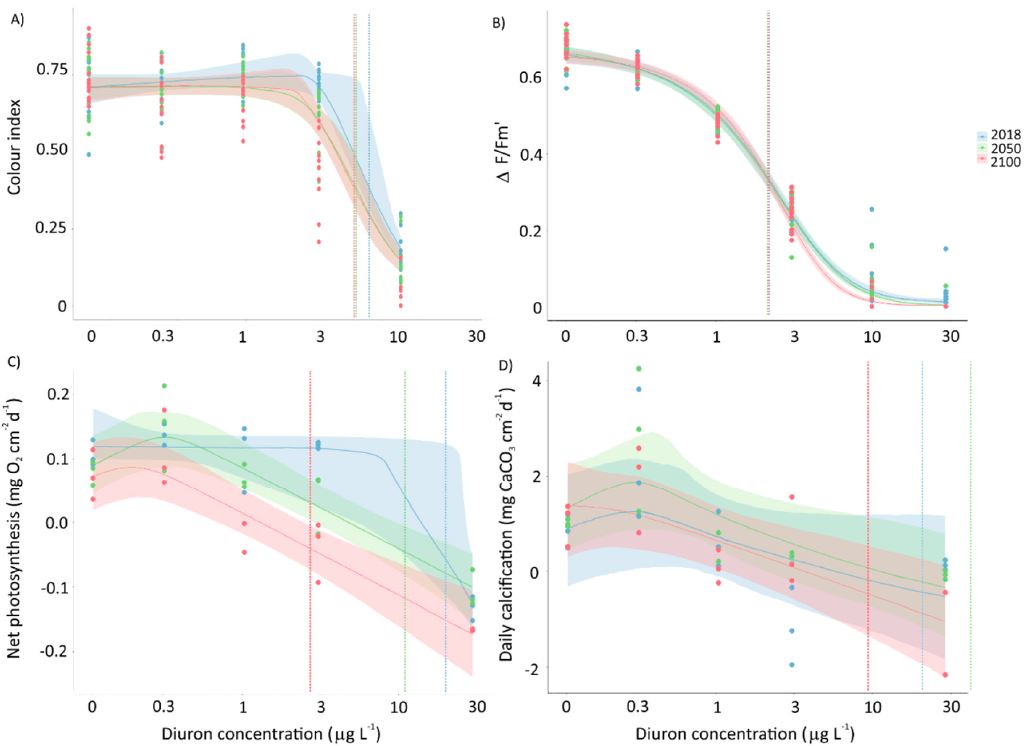 A)
Colour index
0.75
0.50
0.25
0
0 0.3 1 3 10 30
B)
Δ F/Fm'
0.6
0.4
0.2
0
0 0.3 1 3 10 30
2018
2050
2100
C)
Net photosynthesis (mg O₂ cm⁻² d⁻¹)
0.2
0.1
0.0
-0.1
-0.2
0 0.3 1 3 10 30
Diuron concentration (µg L⁻¹)
D)
Daily calcification (mg CaCO₃ cm⁻² d⁻¹)
4
2
0
-2
0 0.3 1 3 10 30
Diuron concentration (µg L⁻¹)